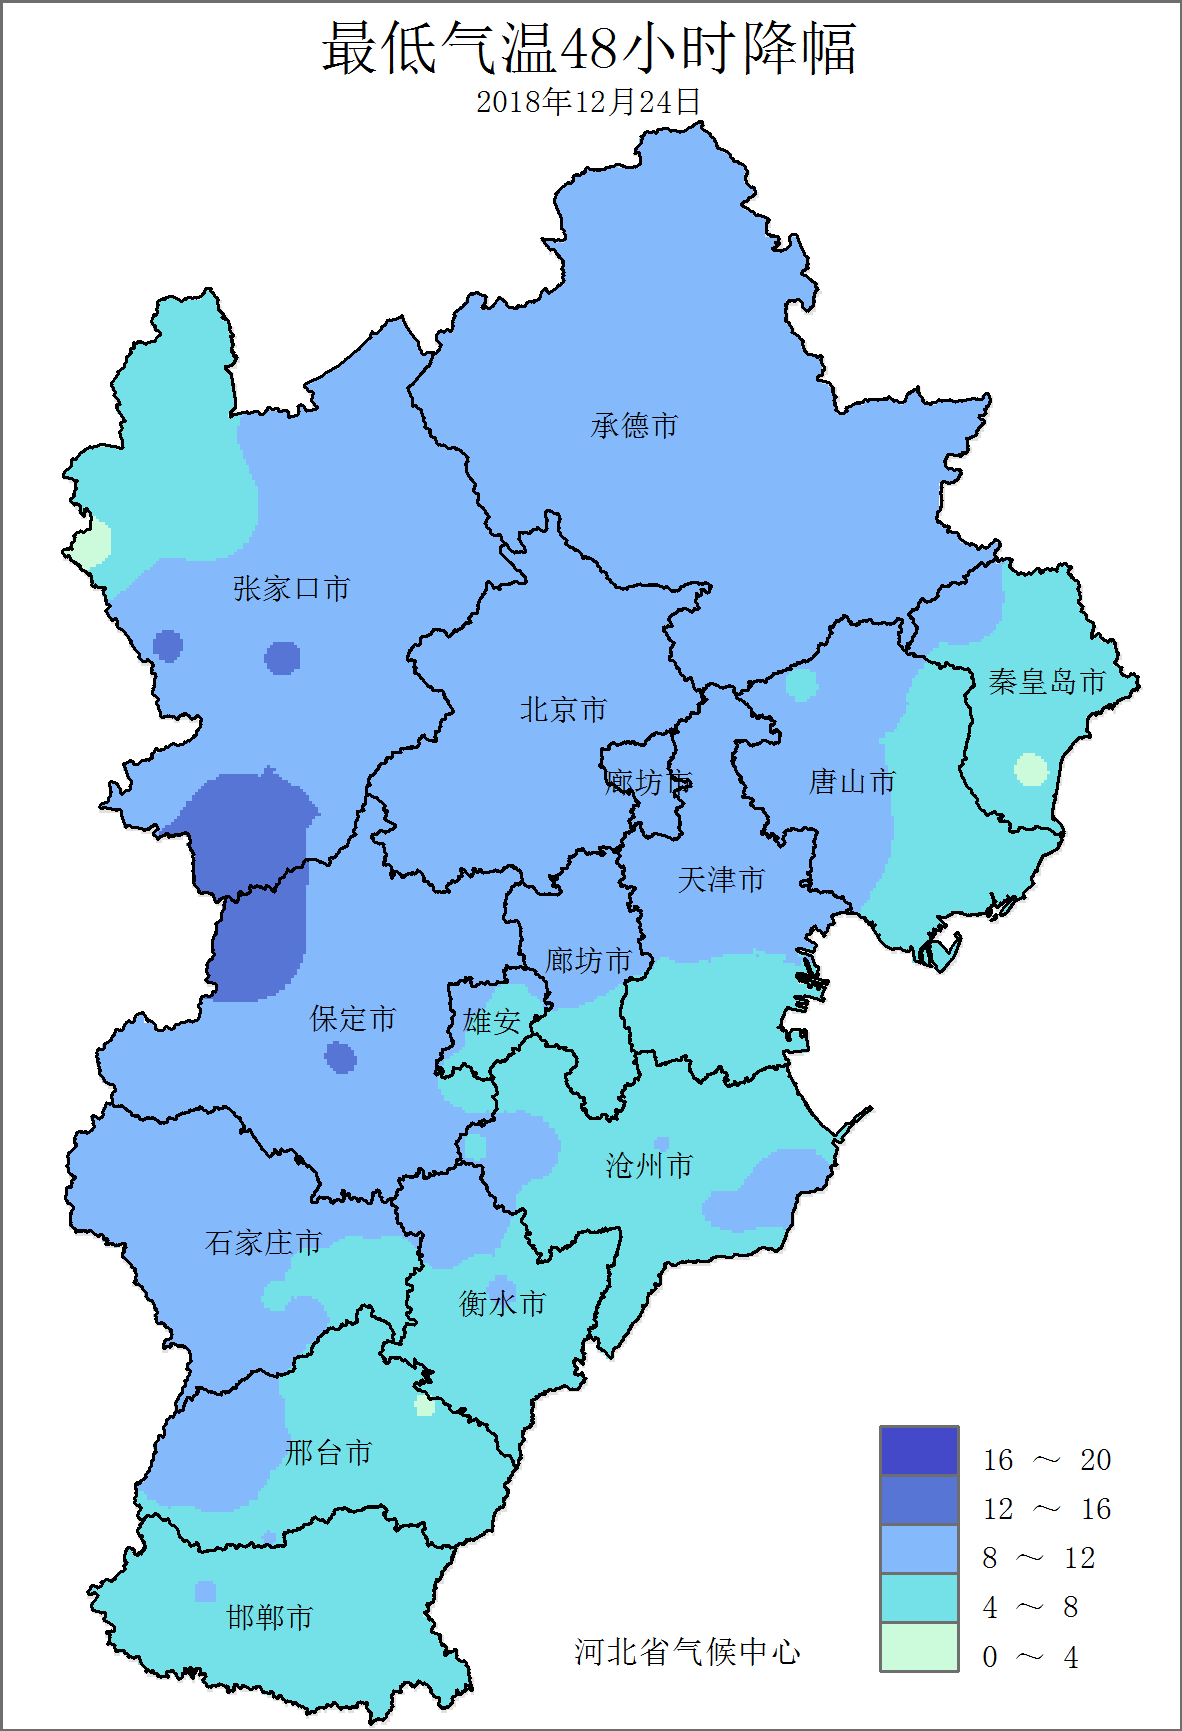 最低气温48小时降幅
2018年12月24日
承德市
张家口市
秦皇岛市
北京市
廊坊市
唐山市
天津市
廊坊市
保定市
雄安
沧州市
石家庄市
衡水市
邢台市
邯郸市
16 ～ 20
12 ～ 16
8 ～ 12
4 ～ 8
0 ～ 4
河北省气候中心